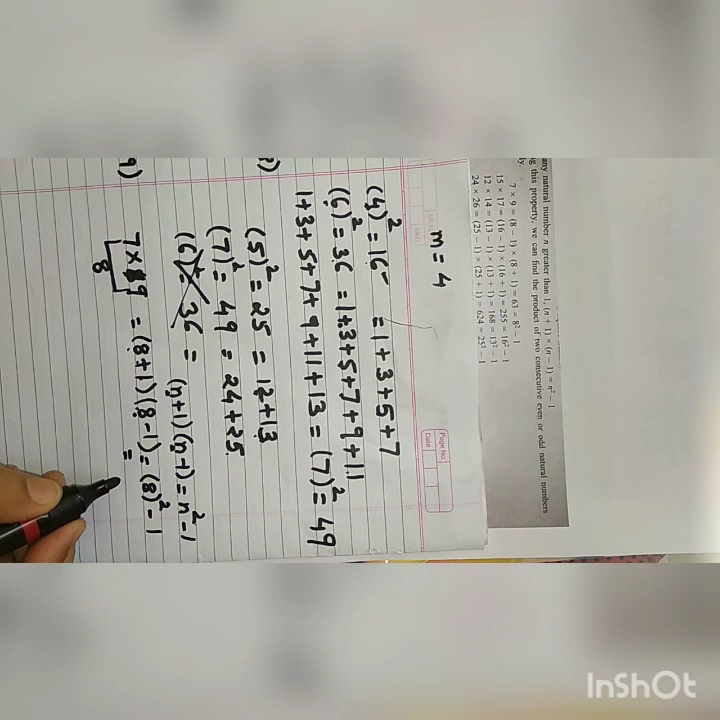 any natural number n greater than 1, (n + 1) × (n − 1) = n² − 1
g this property, we can find the product of two consecutive even or odd natural numbers
ly.
7 × 9 = (8 − 1) × (8 + 1) = 63 = 8² − 1
15 × 17 = (16 − 1) × (16 + 1) = 255 = 16² − 1
12 × 14 = (13 − 1) × (13 + 1) = 168 = 13² − 1
24 × 26 = (25 − 1) × (25 + 1) = 624 = 25² − 1
Page No.
Date
m = 4
(4)² = 16 = 1+3+5+7
(6)² = 36 = 1+3+5+7+9+11
1+3+5+7+9+11+13 = (7)² = 49
(5)² = 25 = 12+13
(7)² = 49 = 24+25
(6)² = 36 =
(n+1)(n-1) = n²-1
9) 7×9 = (8+1)(8-1) = (8)²-1
8
=
InShOt